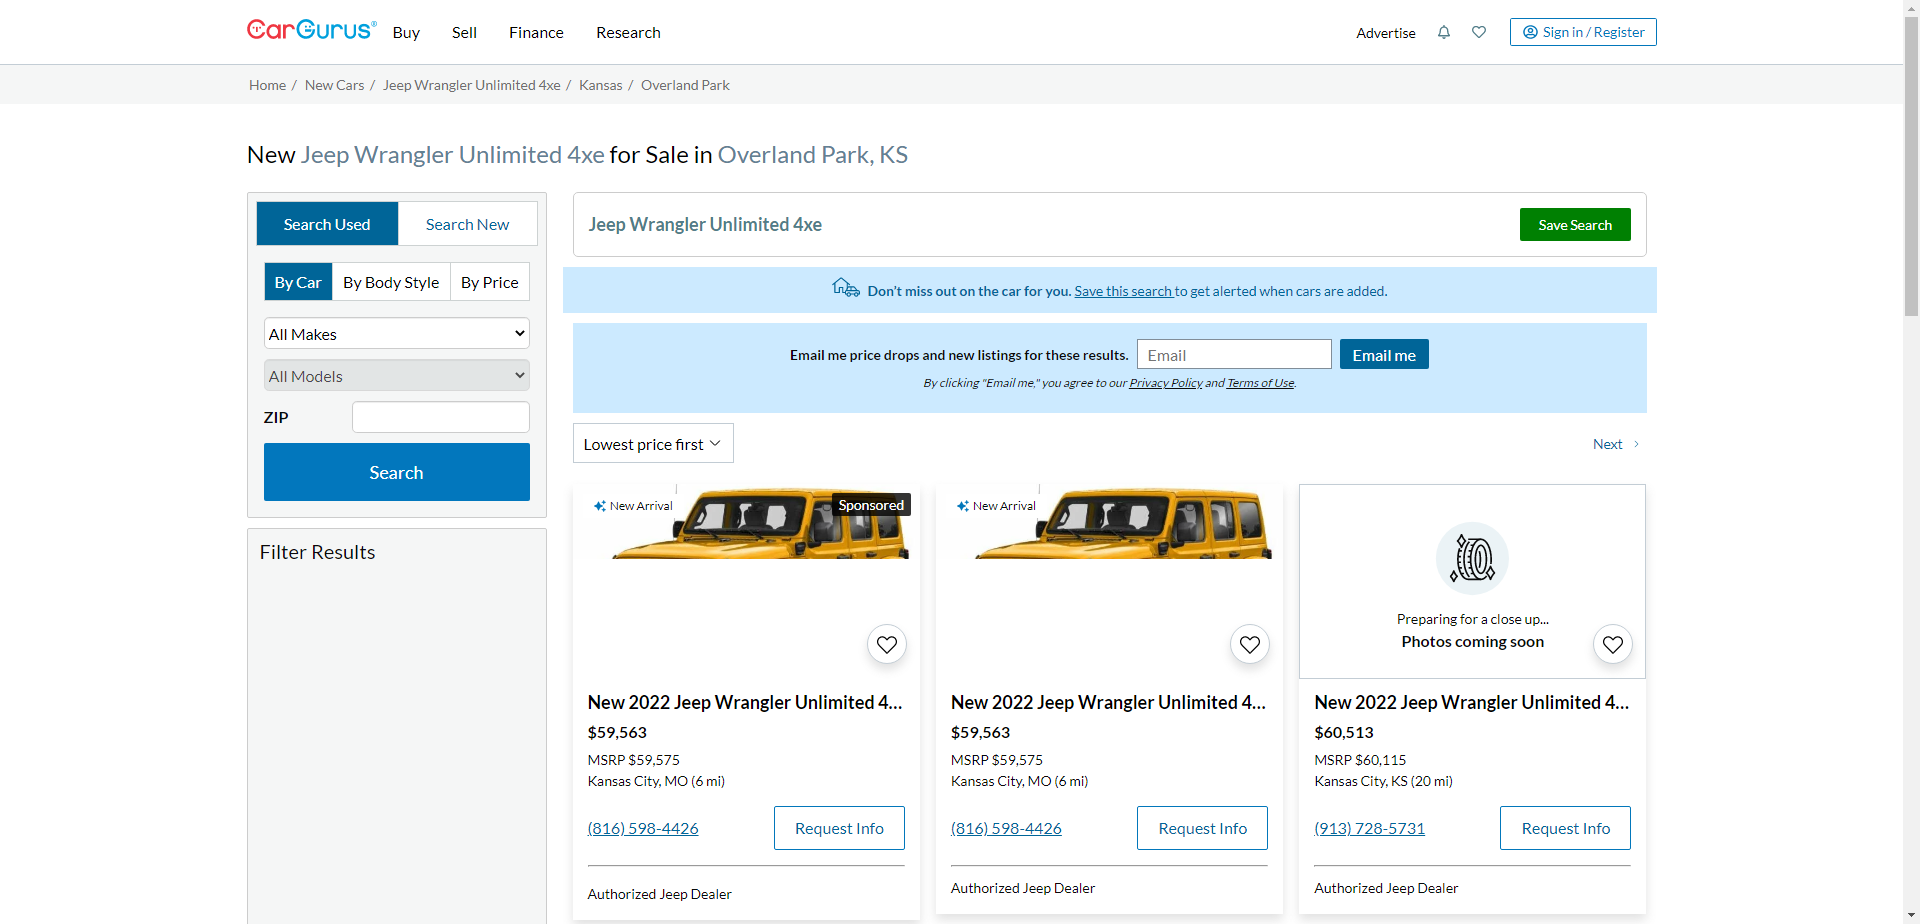 CarGurus®
Buy
Sell
Finance
Research
Advertise
Sign in / Register
Home / New Cars / Jeep Wrangler Unlimited 4xe / Kansas / Overland Park
New Jeep Wrangler Unlimited 4xe for Sale in Overland Park, KS
Search Used
Search New
By Car
By Body Style
By Price
All Makes
All Models
ZIP
Search
Filter Results
Jeep Wrangler Unlimited 4xe
Save Search
Don't miss out on the car for you. Save this search to get alerted when cars are added.
Email me price drops and new listings for these results.
Email
Email me
By clicking "Email me," you agree to our Privacy Policy and Terms of Use.
Lowest price first
Next
New Arrival
Sponsored
New 2022 Jeep Wrangler Unlimited 4...
$59,563
MSRP $59,575
Kansas City, MO (6 mi)
(816) 598-4426
Request Info
Authorized Jeep Dealer
New Arrival
New 2022 Jeep Wrangler Unlimited 4...
$59,563
MSRP $59,575
Kansas City, MO (6 mi)
(816) 598-4426
Request Info
Authorized Jeep Dealer
Preparing for a close up...
Photos coming soon
New 2022 Jeep Wrangler Unlimited 4...
$60,513
MSRP $60,115
Kansas City, KS (20 mi)
(913) 728-5731
Request Info
Authorized Jeep Dealer